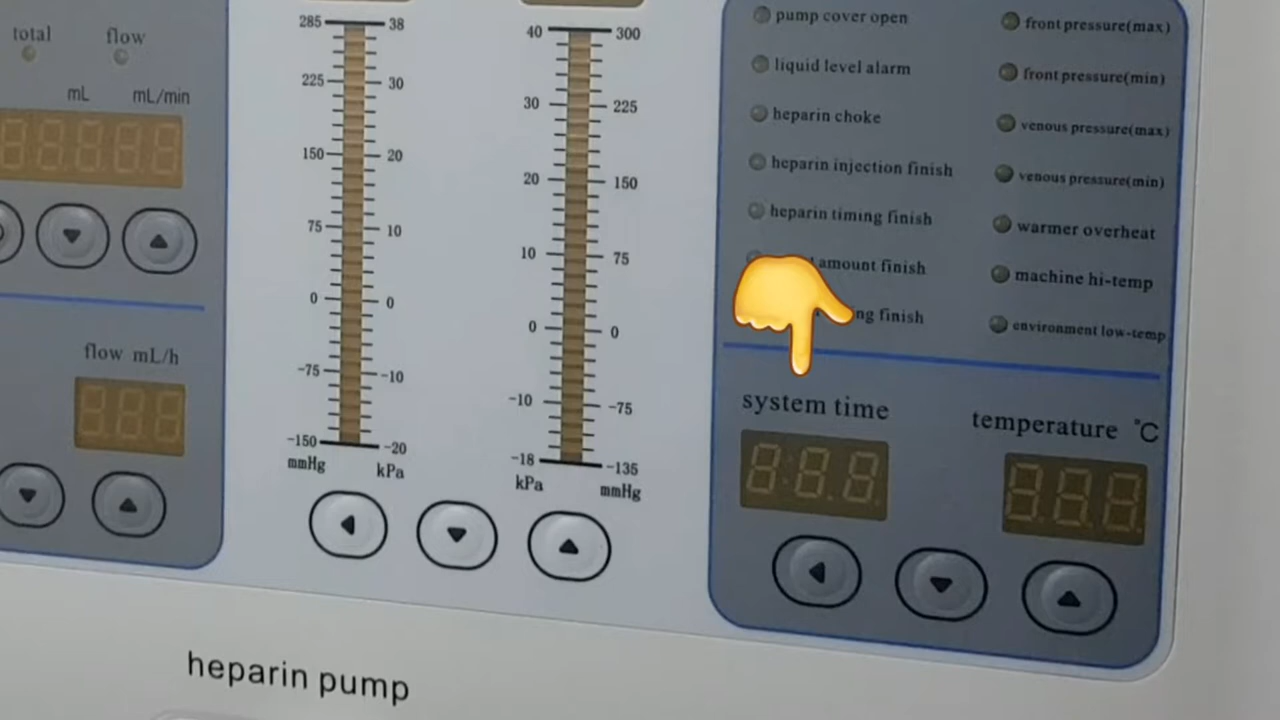 total flow
mL mL/min
flow mL/h
285 38
225 30
150 20
75 10
0 0
-75 -10
-150 -20
mmHg kPa
40 300
30 225
20 150
10 75
0 0
-10 -75
-18 -135
kPa mmHg
pump cover open
liquid level alarm
heparin choke
heparin injection finish
heparin timing finish
amount finish
finish
front pressure(max)
front pressure(min)
venous pressure(max)
venous pressure(min)
warmer overheat
machine hi-temp
environment low-temp
system time
temperature °C
heparin pump